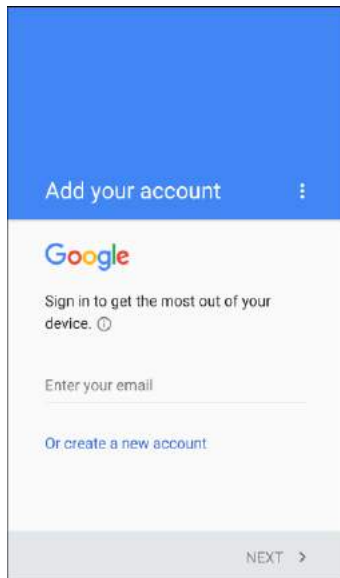 Add your account
Google
Sign in to get the most out of your
device.
Enter your email
Or create a new account
NEXT